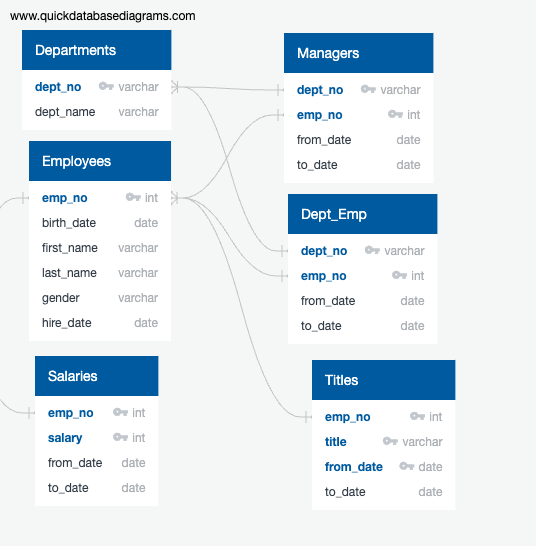 www.quickdatabasediagrams.com
Departments
dept_no varchar
dept_name varchar
Employees
emp_no int
birth_date date
first_name varchar
last_name varchar
gender varchar
hire_date date
Salaries
emp_no int
salary int
from_date date
to_date date
Managers
dept_no varchar
emp_no int
from_date date
to_date date
Dept_Emp
dept_no varchar
emp_no int
from_date date
to_date date
Titles
emp_no int
title varchar
from_date date
to_date date